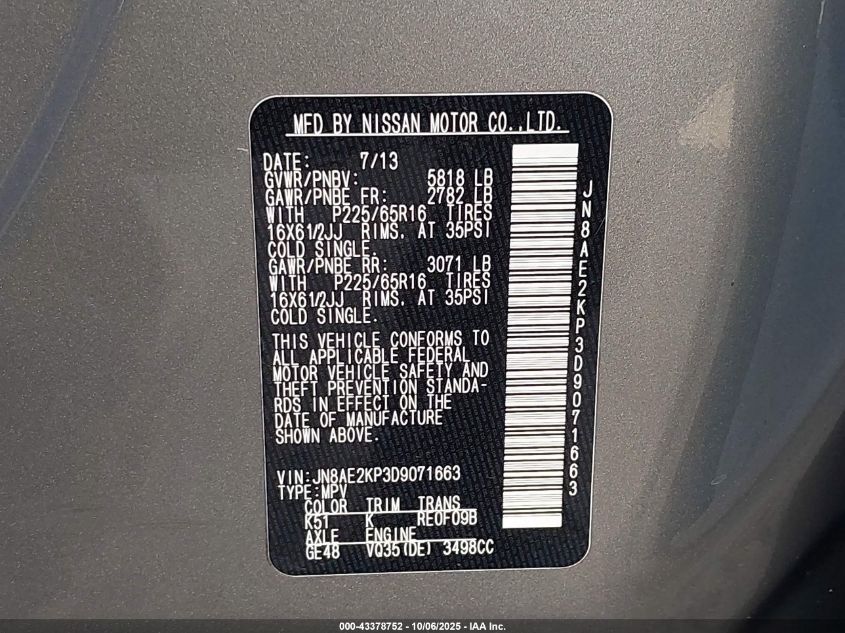 MFD BY NISSAN MOTOR CO.,LTD.
DATE: 7/13
GVWR/PNBV: 5818 LB
GAWR/PNBE FR: 2782 LB
WITH P225/65R16 TIRES
16X61/2JJ RIMS. AT 35PSI
COLD SINGLE.
GAWR/PNBE RR: 3071 LB
WITH P225/65R16 TIRES
16X61/2JJ RIMS. AT 35PSI
COLD SINGLE.
THIS VEHICLE CONFORMS TO
ALL APPLICABLE FEDERAL
MOTOR VEHICLE SAFETY AND
THEFT PREVENTION STANDA-
RDS IN EFFECT ON THE
DATE OF MANUFACTURE
SHOWN ABOVE.
VIN:JN8AE2KP3D9071663
TYPE:MPV
COLOR TRIM TRANS
K51 K RE0F09B
AXLE ENGINE
GE48 VQ35(DE) 3498CC
JN8AE2KP3D9071663
000-43378752 - 10/06/2025 - IAA Inc.